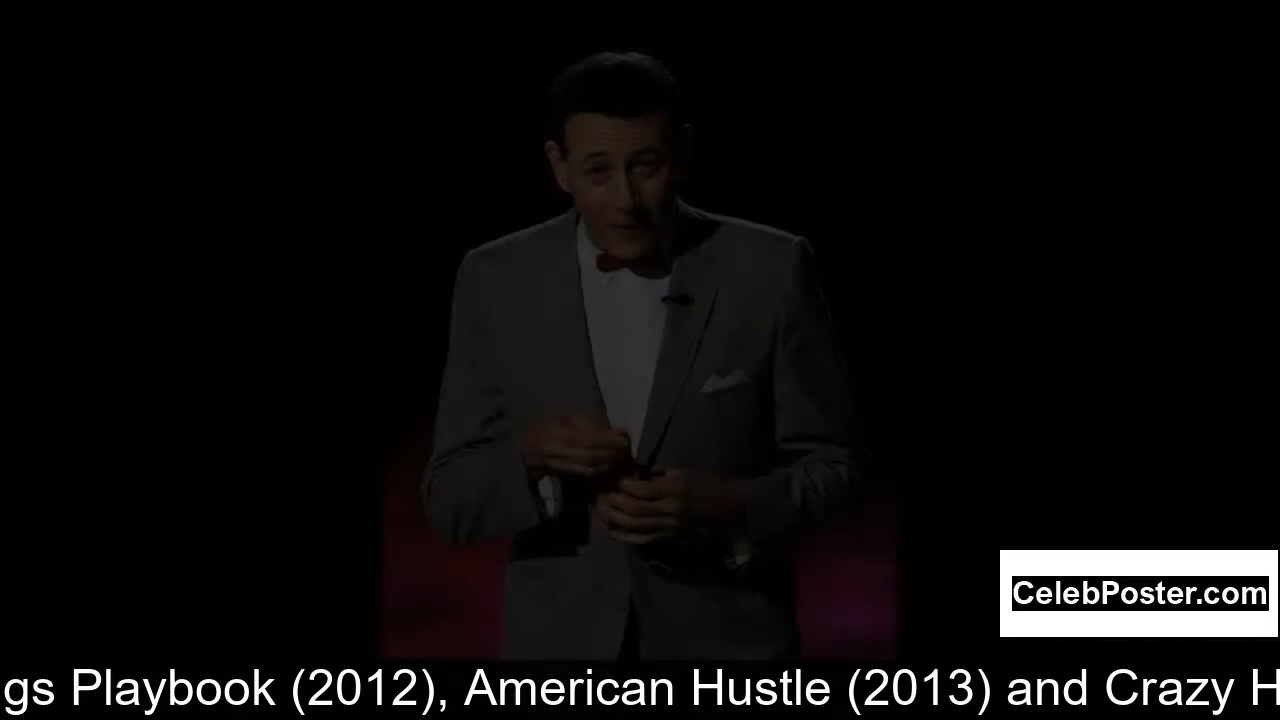 CelebPoster.com
gs Playbook (2012), American Hustle (2013) and Crazy H